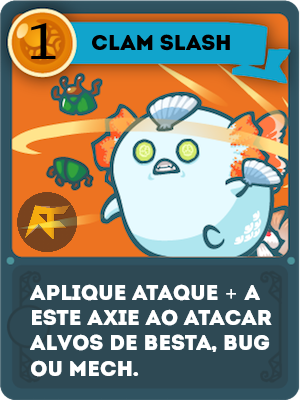 1
CLAM SLASH
APLIQUE ATAQUE + A
ESTE AXIE AO ATACAR
ALVOS DE BESTA, BUG
OU MECH.